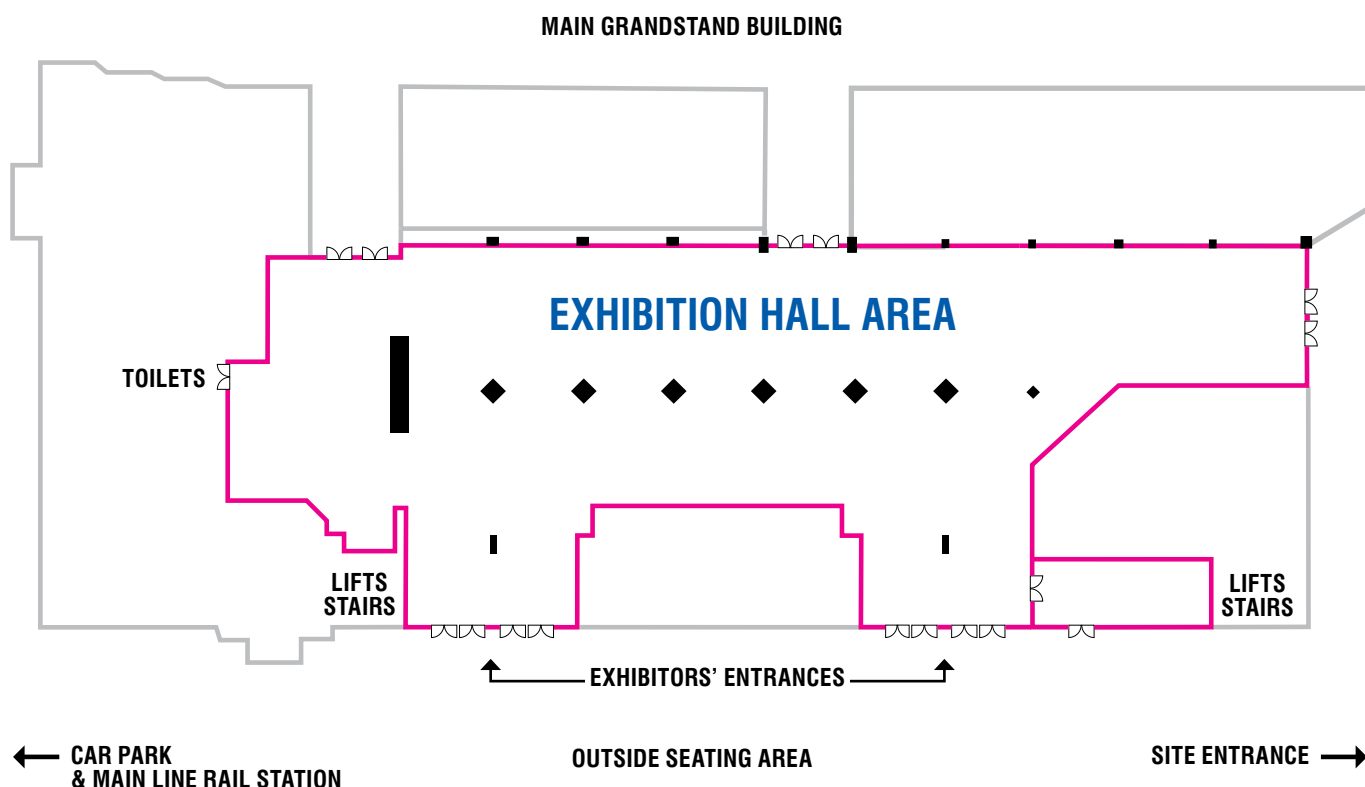 MAIN GRANDSTAND BUILDING
EXHIBITION HALL AREA
TOILETS
LIFTS
STAIRS
LIFTS
STAIRS
EXHIBITORS’ ENTRANCES
CAR PARK
& MAIN LINE RAIL STATION
OUTSIDE SEATING AREA
SITE ENTRANCE